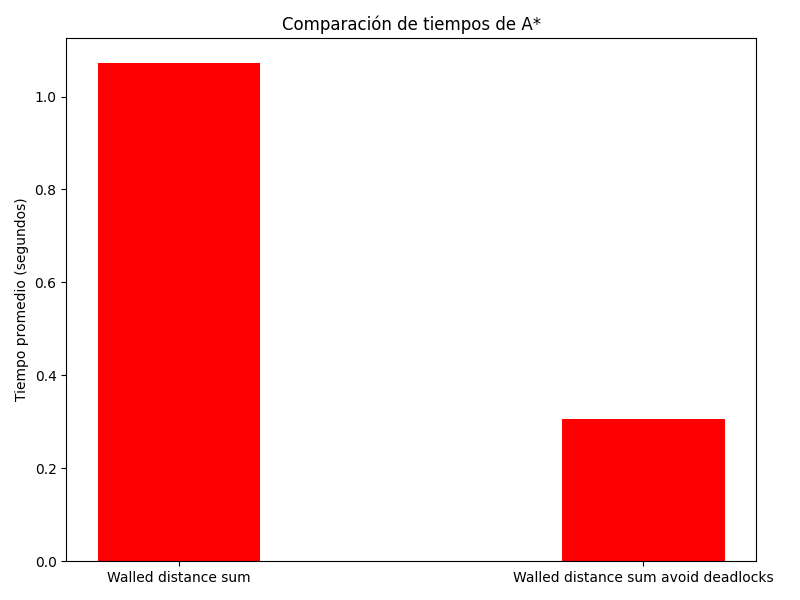 Comparación de tiempos de A*
Tiempo promedio (segundos)
1.0
0.8
0.6
0.4
0.2
0.0
Walled distance sum
Walled distance sum avoid deadlocks